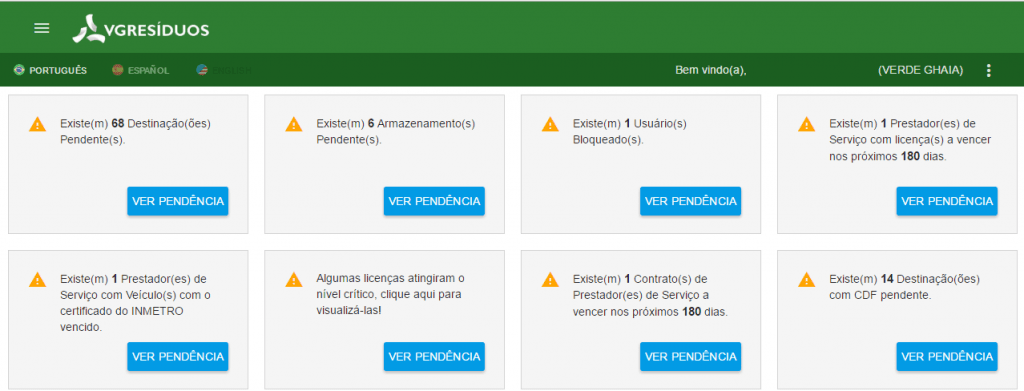 VGRESÍDUOS
PORTUGUÊS
ESPAÑOL
Bem vindo(a),
(VERDE GHAIA)
Existe(m) 68 Destinação(ões)
Pendente(s).
VER PENDÊNCIA
Existe(m) 6 Armazenamento(s)
Pendente(s).
VER PENDÊNCIA
Existe(m) 1 Usuário(s)
Bloqueado(s).
VER PENDÊNCIA
Existe(m) 1 Prestador(es) de
Serviço com licença(s) a vencer
nos próximos 180 dias.
VER PENDÊNCIA
Existe(m) 1 Prestador(es) de
Serviço com Veículo(s) com o
certificado do INMETRO
vencido.
VER PENDÊNCIA
Algumas licenças atingiram o
nível crítico, clique aqui para
visualizá-las!
VER PENDÊNCIA
Existe(m) 1 Contrato(s) de
Prestador(es) de Serviço a
vencer nos próximos 180 dias.
VER PENDÊNCIA
Existe(m) 14 Destinação(ões)
com CDF pendente.
VER PENDÊNCIA